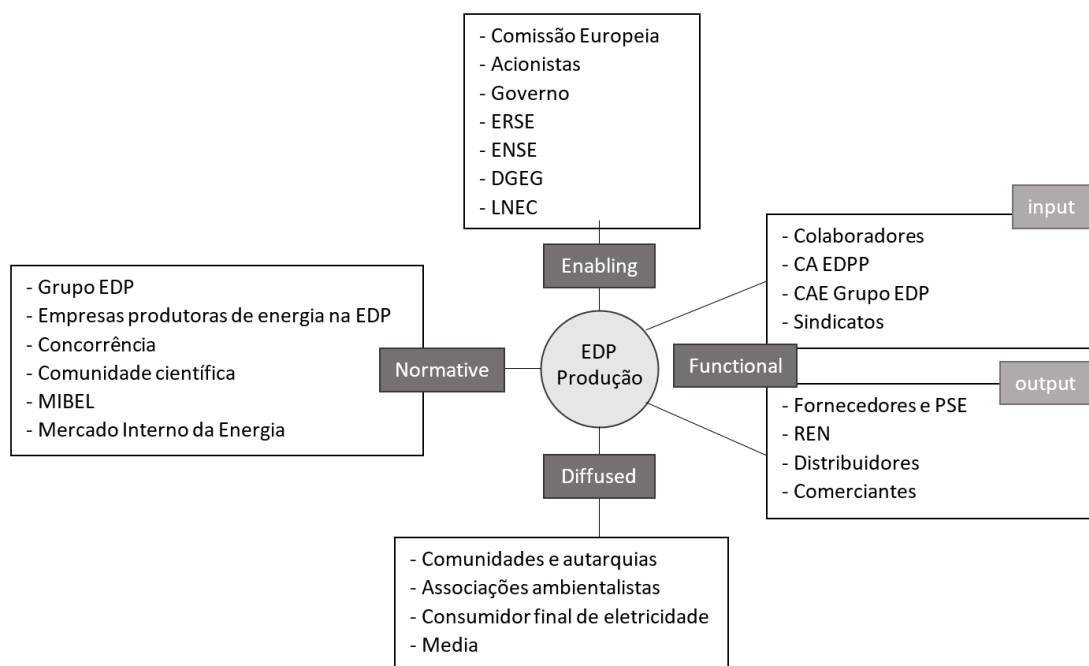 - Comissão Europeia
- Acionistas
- Governo
- ERSE
- ENSE
- DGEG
- LNEC
Enabling
input
- Colaboradores
- CA EDPP
- CAE Grupo EDP
- Sindicatos
- Grupo EDP
- Empresas produtoras de energia na EDP
- Concorrência
- Comunidade científica
- MIBEL
- Mercado Interno da Energia
Normative
EDP
Produção
Functional
output
- Fornecedores e PSE
- REN
- Distribuidores
- Comerciantes
Diffused
- Comunidades e autarquias
- Associações ambientalistas
- Consumidor final de eletricidade
- Media